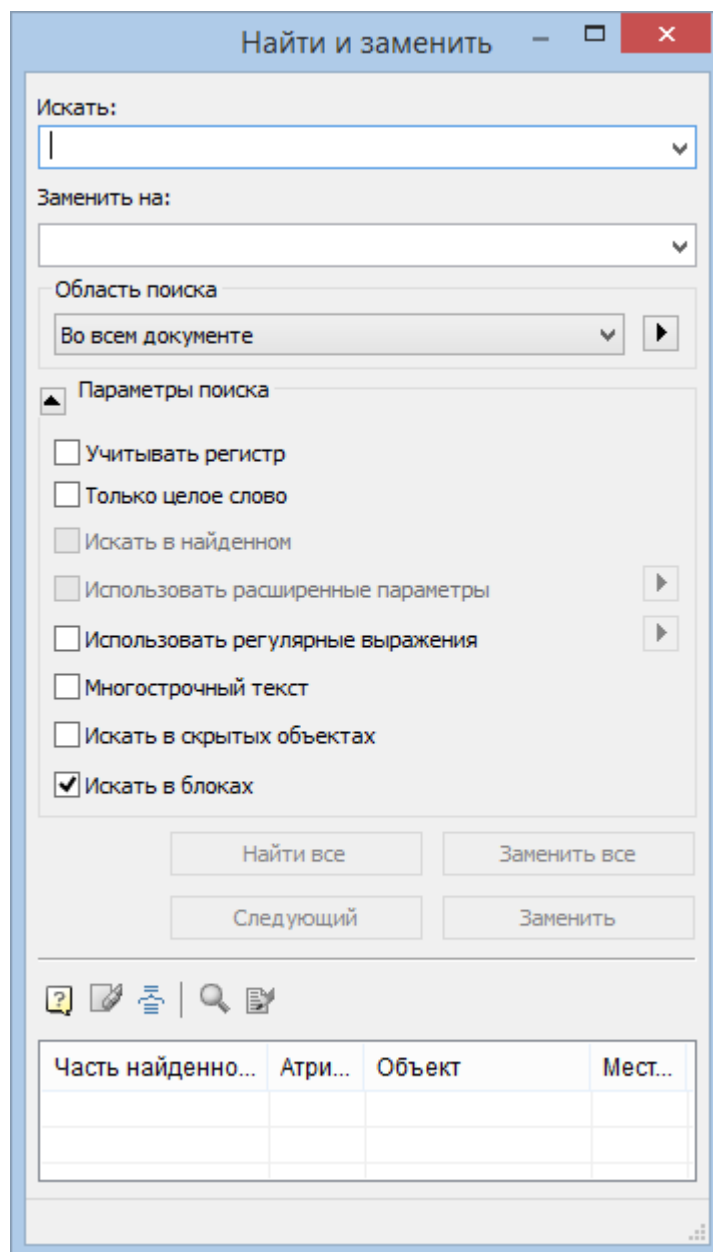 Найти и заменить
Искать:
Заменить на:
Область поиска
Во всем документе
Параметры поиска
Учитывать регистр
Только целое слово
Искать в найденном
Использовать расширенные параметры
Использовать регулярные выражения
Многострочный текст
Искать в скрытых объектах
Искать в блоках
Найти все Заменить все
Следующий Заменить
Часть найденно... Атри... Объект Мест...